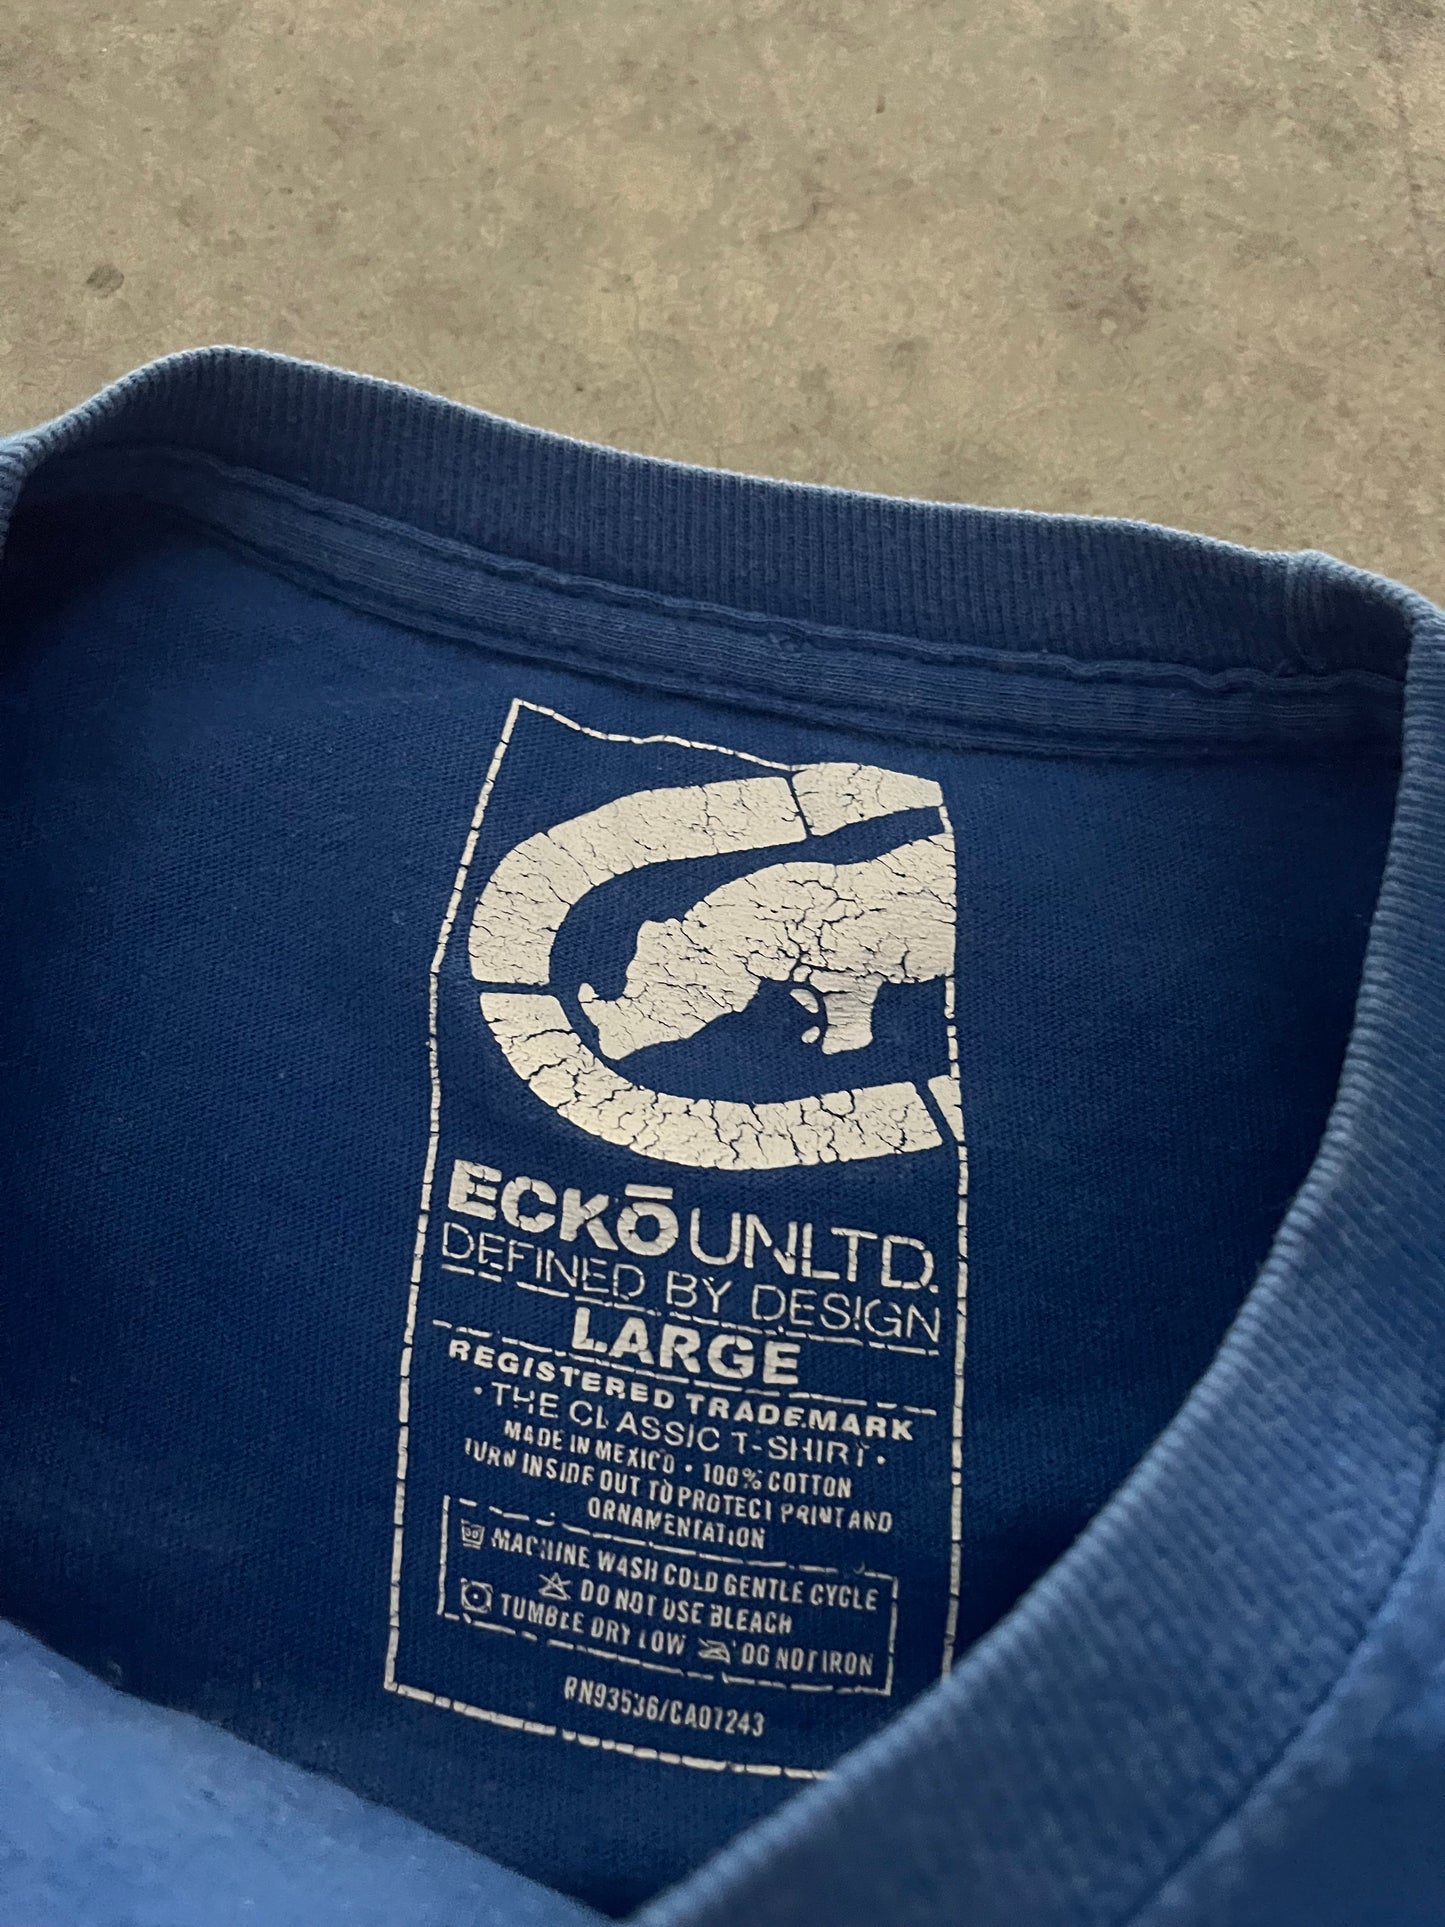 ECKŌ UNLTD.
DEFINED BY DESIGN
LARGE
REGISTERED TRADEMARK
• THE CLASSIC T-SHIRT •
MADE IN MEXICO • 100% COTTON
TURN INSIDE OUT TO PROTECT PRINT AND
ORNAMENTATION
MACHINE WASH COLD GENTLE CYCLE
DO NOT USE BLEACH
TUMBLE DRY LOW DO NOT IRON
RN93536/CA07243